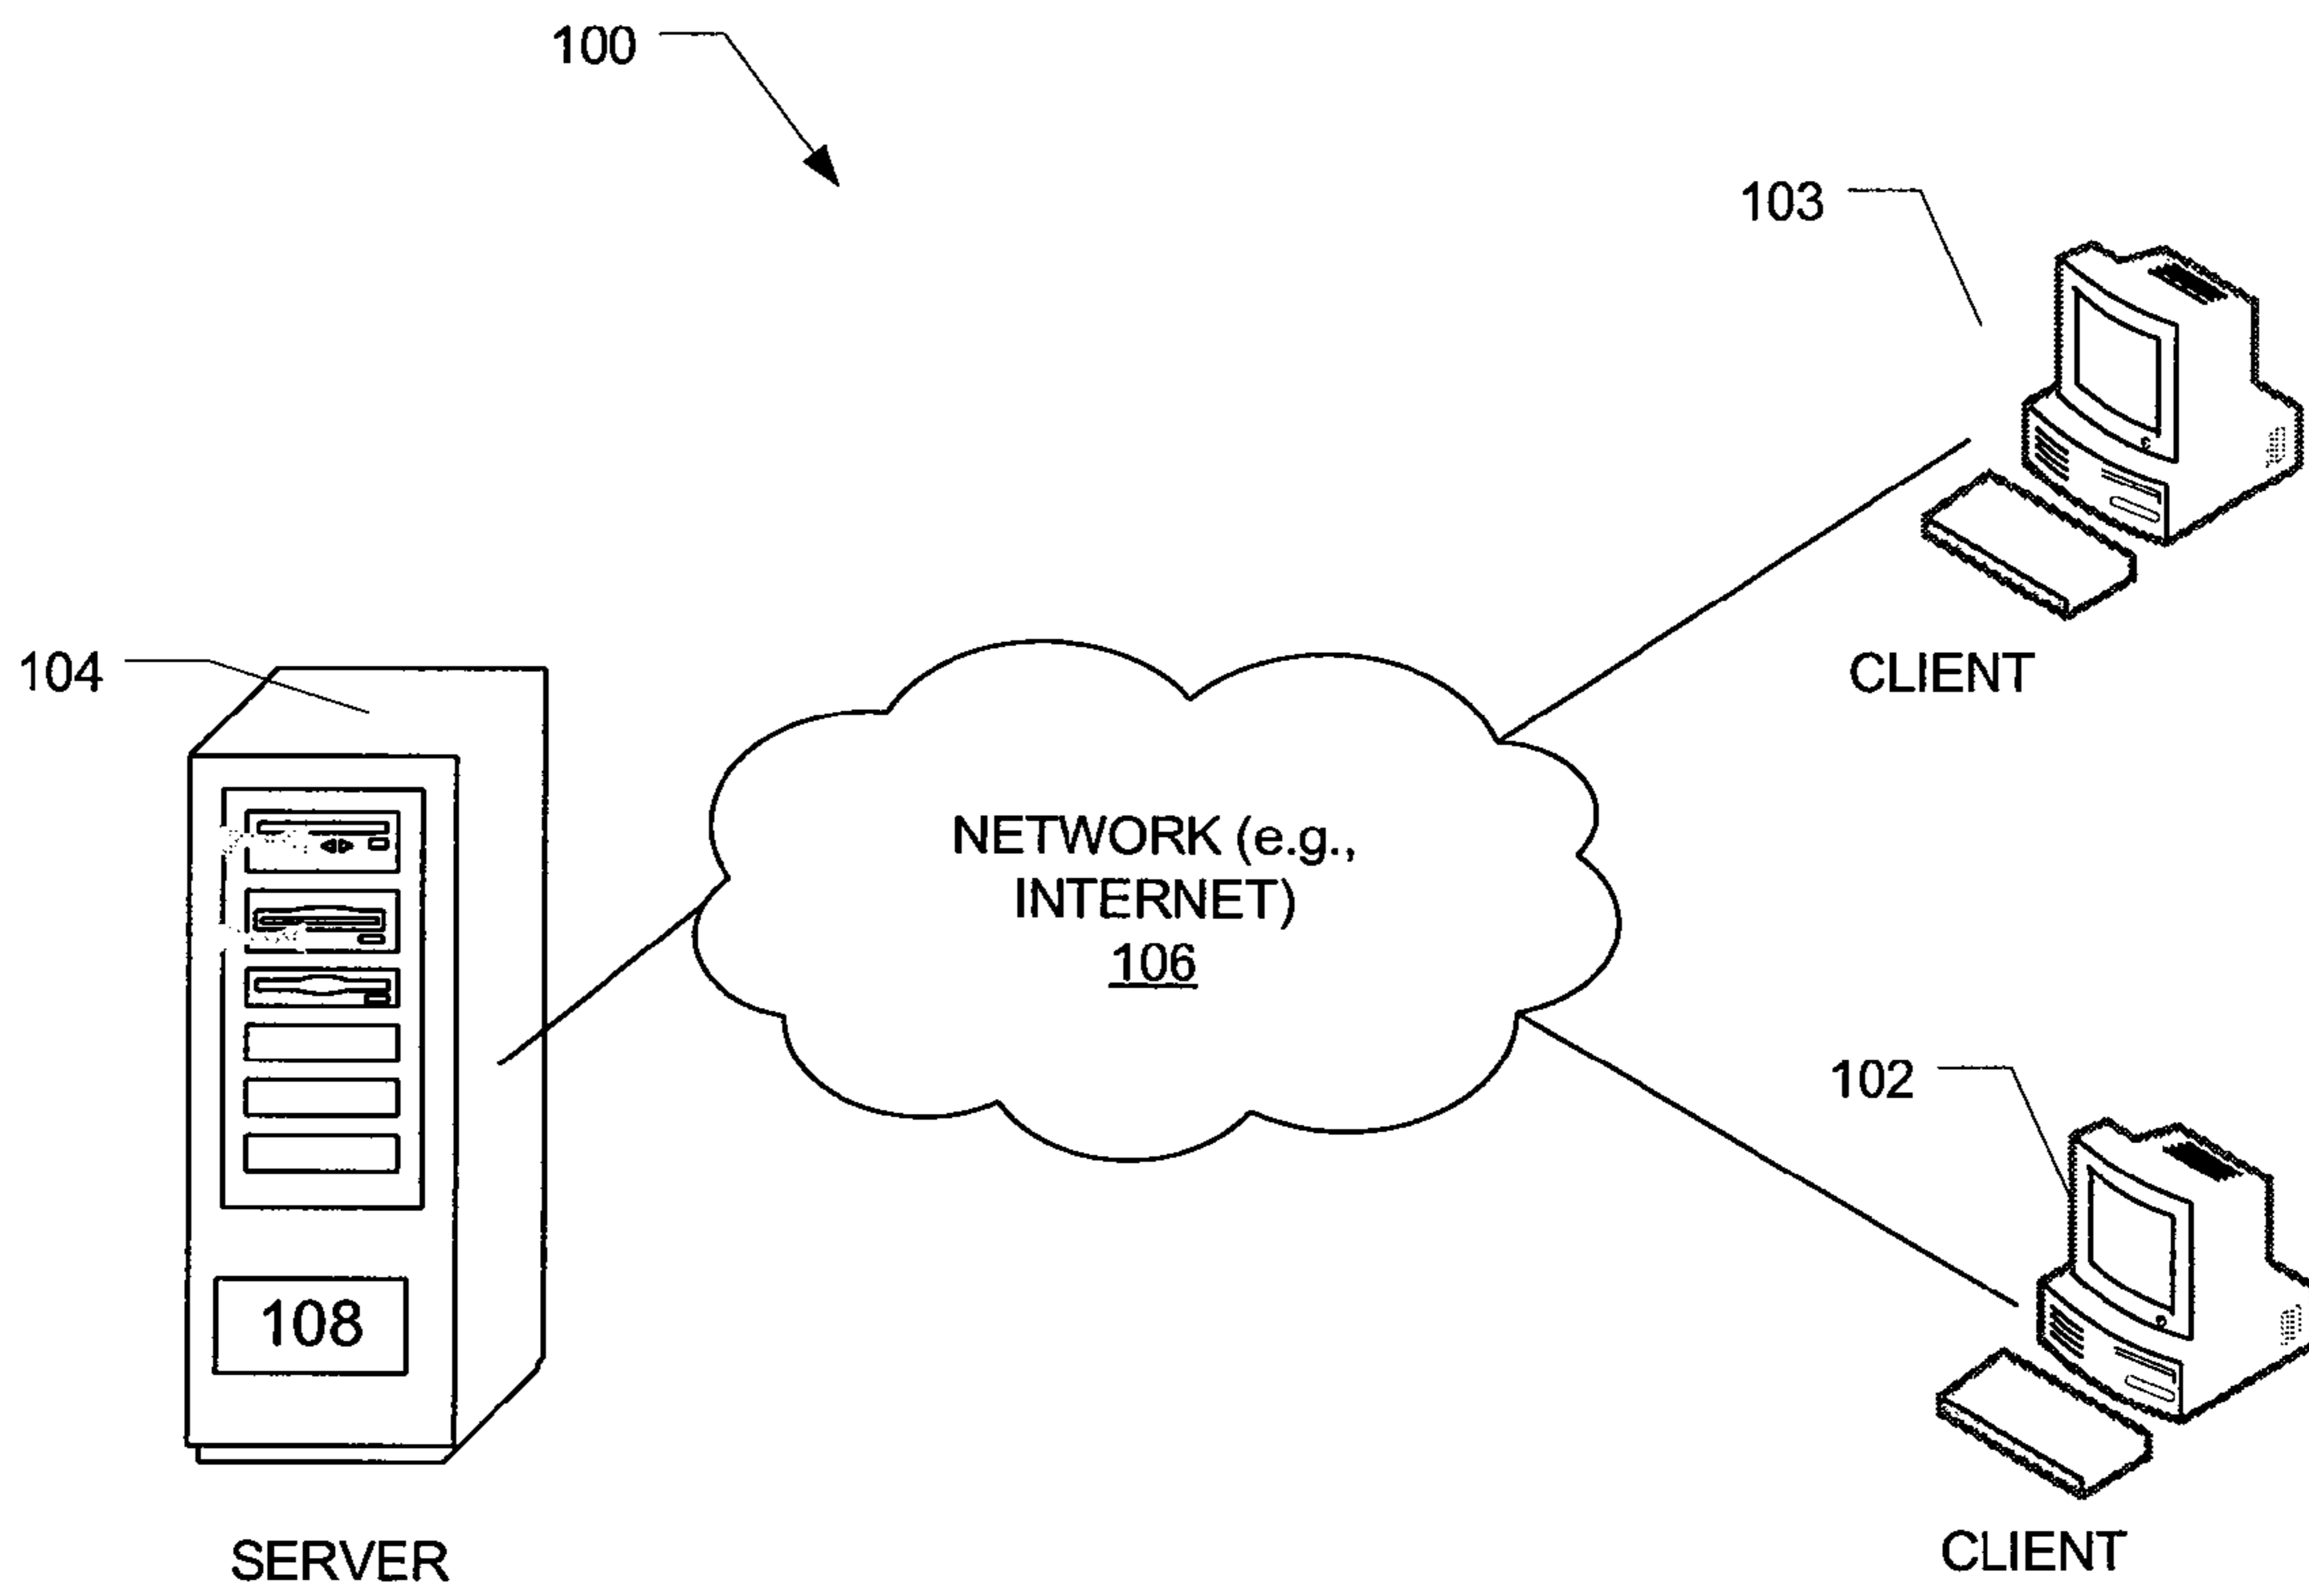 100
103
104
CLIENT
NETWORK (e.g.,
INTERNET)
106
102
108
SERVER
CLIENT